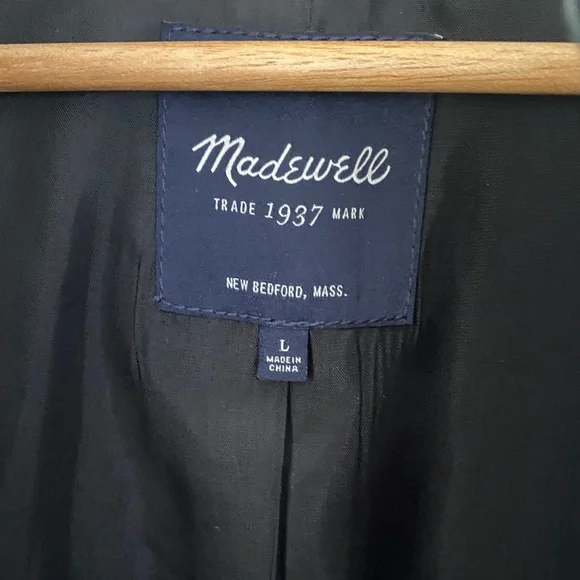 Madewell
TRADE 1937 MARK
NEW BEDFORD, MASS.
L
MADE IN
CHINA